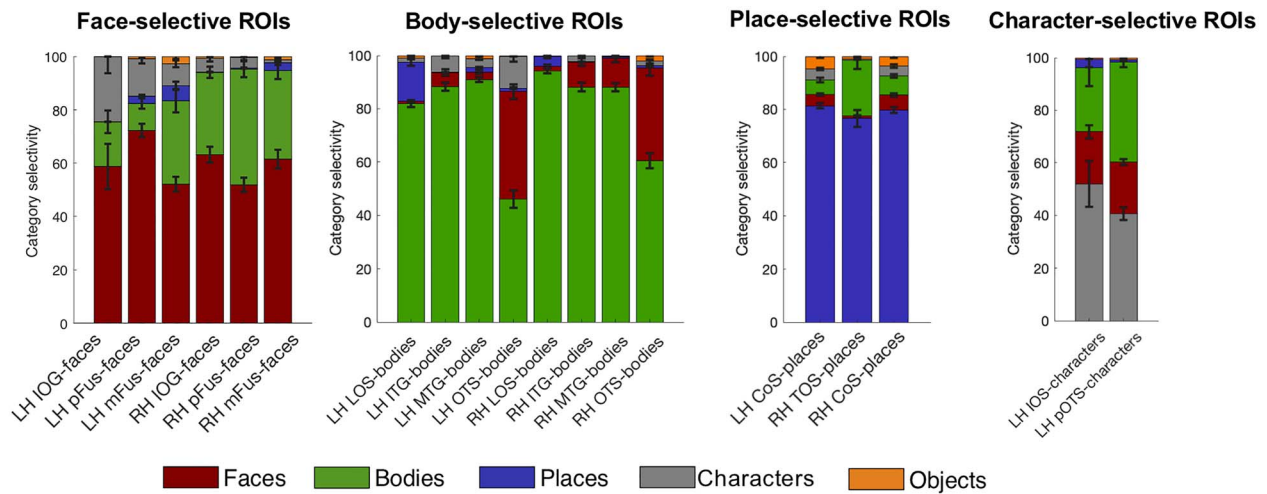 Face-selective ROIs
Body-selective ROIs
Place-selective ROIs
Character-selective ROIs
Category selectivity
100
80
60
40
20
0
LH IOG-faces
LH pFus-faces
LH mFus-faces
RH IOG-faces
RH pFus-faces
RH mFus-faces
Category selectivity
100
80
60
40
20
0
LH LOS-bodies
LH ITG-bodies
LH MTG-bodies
LH OTS-bodies
RH LOS-bodies
RH ITG-bodies
RH MTG-bodies
RH OTS-bodies
Category selectivity
100
80
60
40
20
0
LH CoS-places
RH TOS-places
RH CoS-places
Category selectivity
100
80
60
40
20
0
LH IOS-characters
LH pOTS-characters
Faces
Bodies
Places
Characters
Objects